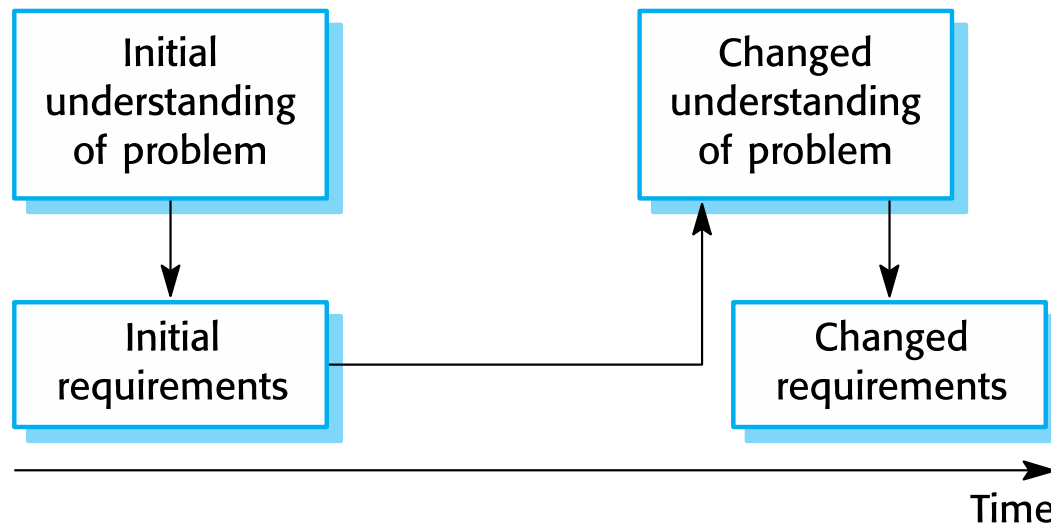 Initial
understanding
of problem
Changed
understanding
of problem
Initial
requirements
Changed
requirements
Time